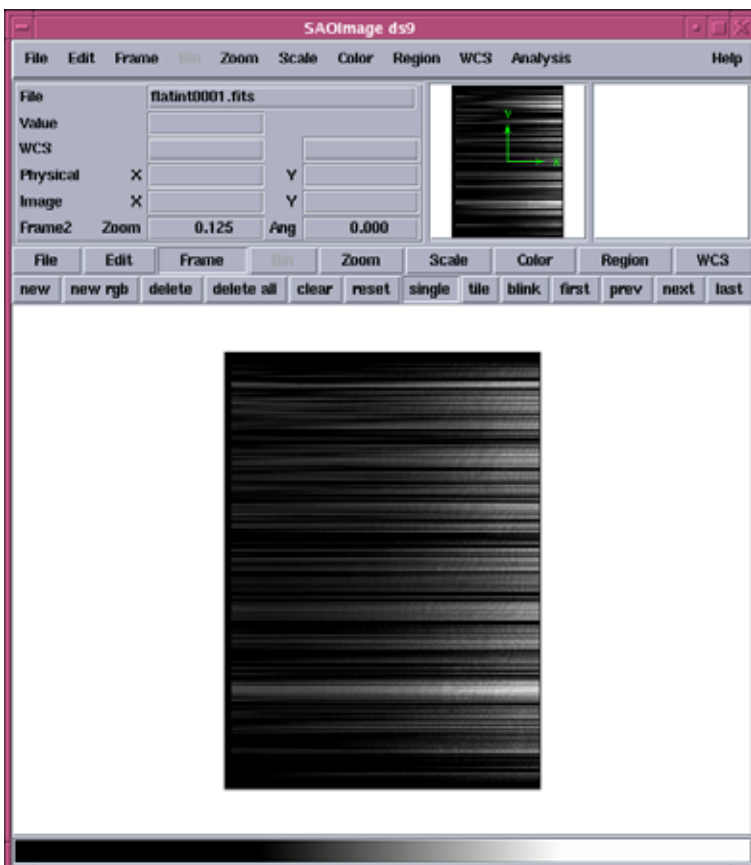 SAOImage ds9
File Edit Frame Bin Zoom Scale Color Region WCS Analysis Help
File flatint0001.fits
Value
WCS
Physical X Y
Image X Y
Frame2 Zoom 0.125 Ang 0.000
Y
X
File Edit Frame Bin Zoom Scale Color Region WCS
new new rgb delete delete all clear reset single tile blink first prev next last